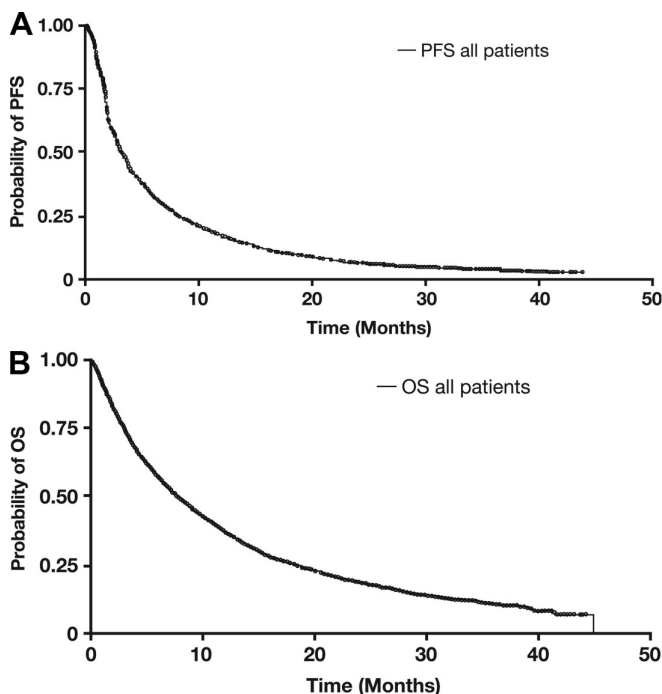 A
1.00
— PFS all patients
0.75
Probability of PFS
0.50
0.25
0
0 10 20 30 40 50
Time (Months)
B
1.00
— OS all patients
0.75
Probability of OS
0.50
0.25
0
0 10 20 30 40 50
Time (Months)